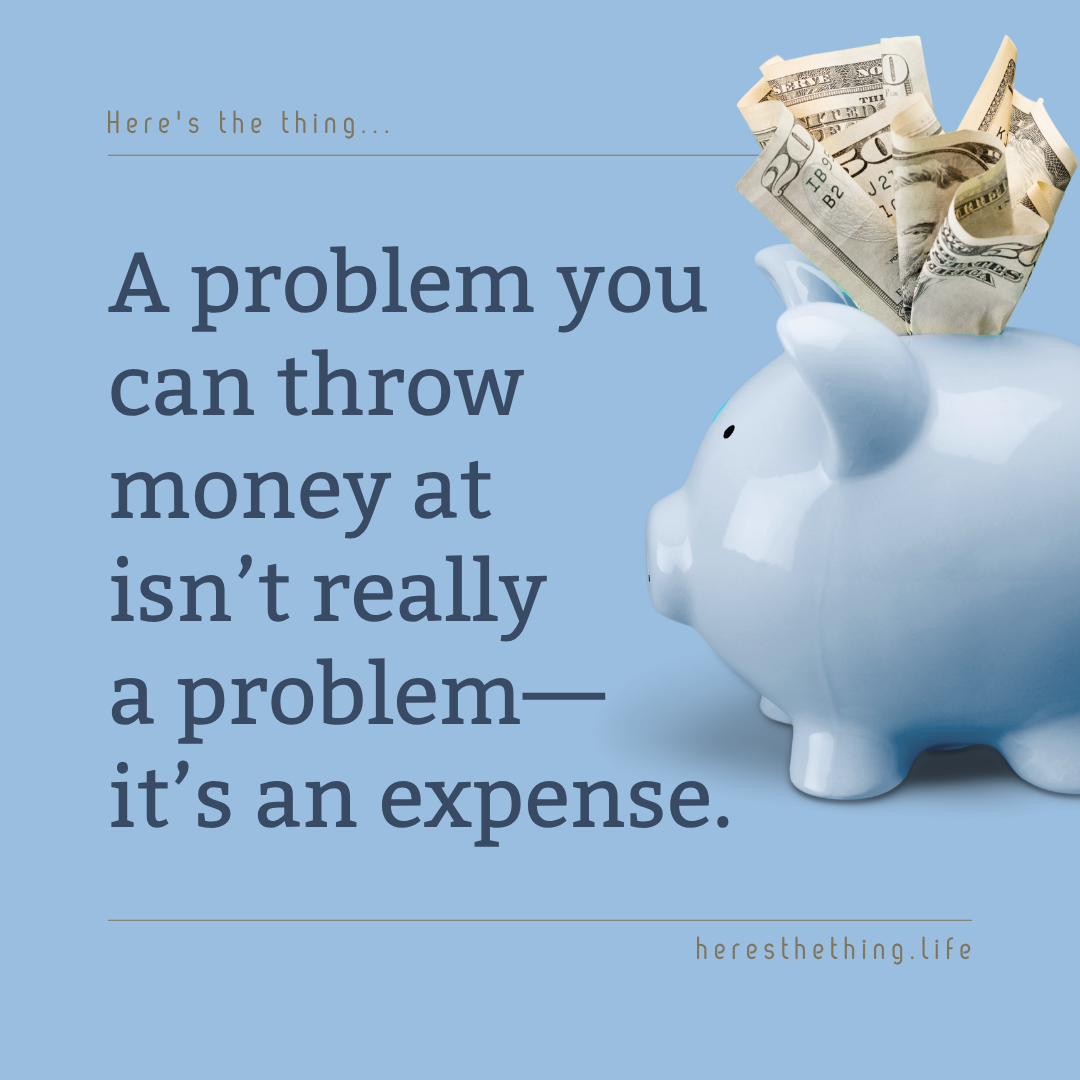 Here's the thing...
A problem you
can throw
money at
isn’t really
a problem—
it’s an expense.
heresthething.life